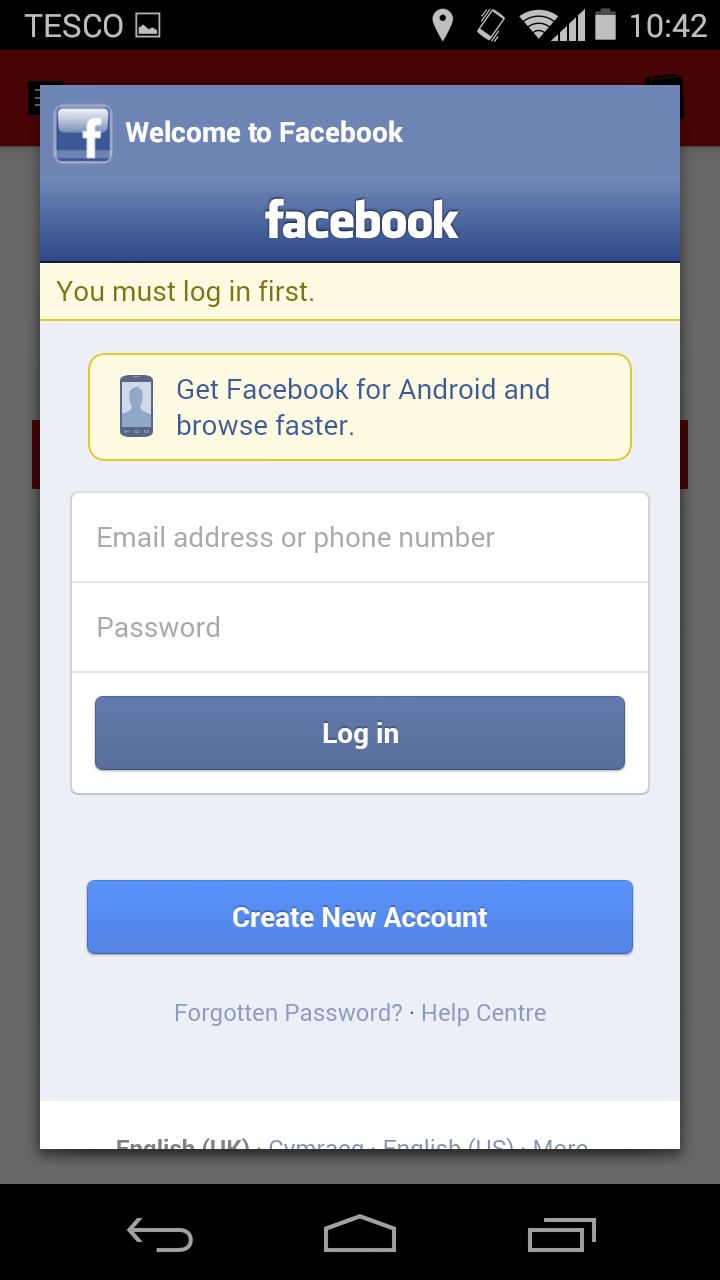 TESCO 10:42
Welcome to Facebook
facebook
You must log in first.
Get Facebook for Android and
browse faster.
Email address or phone number
Password
Log in
Create New Account
Forgotten Password? · Help Centre
English (UK) · Cymraeg · English (US) · More